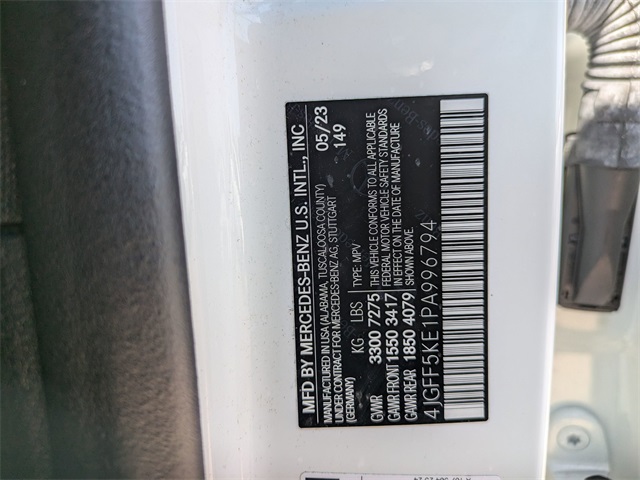 MFD BY MERCEDES-BENZ U.S. INTL., INC
MANUFACTURED IN USA (ALABAMA, TUSCALOOSA COUNTY) 05/23
UNDER CONTRACT FOR MERCEDES-BENZ AG, STUTTGART 149
(GERMANY)
KG LBS TYPE: MPV
GVWR 3300 7275 THIS VEHICLE CONFORMS TO ALL APPLICABLE
FEDERAL MOTOR VEHICLE SAFETY STANDARDS
GAWR FRONT 1550 3417 IN EFFECT ON THE DATE OF MANUFACTURE
GAWR REAR 1850 4079 SHOWN ABOVE.
4JGFF5KE1PA996794